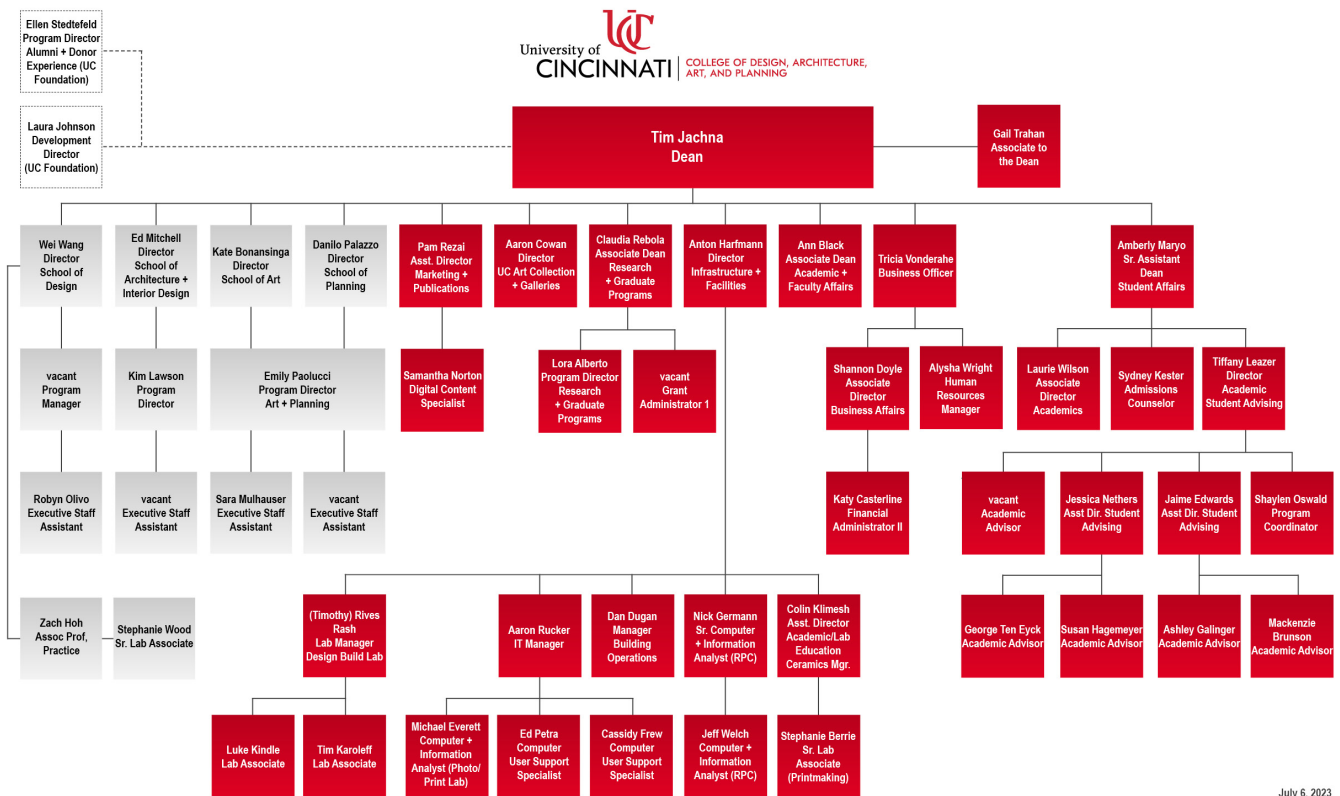 Ellen Stedtefeld
Program Director
Alumni + Donor
Experience (UC
Foundation)
University of
CINCINNATI
COLLEGE OF DESIGN, ARCHITECTURE,
ART, AND PLANNING
Laura Johnson
Development
Director
(UC Foundation)
Tim Jachna
Dean
Gail Trahan
Associate to
the Dean
Wei Wang
Director
School of
Design
Ed Mitchell
Director
School of
Architecture +
Interior Design
Kate Bonansinga
Director
School of Art
Danilo Palazzo
Director
School of
Planning
Pam Rezai
Asst. Director
Marketing +
Publications
Aaron Cowan
Director
UC Art Collection
+ Galleries
Claudia Rebola
Associate Dean
Research
+ Graduate
Programs
Anton Harfmann
Director
Infrastructure +
Facilities
Ann Black
Associate Dean
Academic +
Faculty Affairs
Tricia Vonderahe
Business Officer
Amberly Maryo
Sr. Assistant
Dean
Student Affairs
vacant
Program
Manager
Kim Lawson
Program
Director
Emily Paolucci
Program Director
Art + Planning
Samantha Norton
Digital Content
Specialist
Lora Alberto
Program Director
Research
+ Graduate
Programs
vacant
Grant
Administrator 1
Shannon Doyle
Associate
Director
Business Affairs
Alysha Wright
Human
Resources
Manager
Laurie Wilson
Associate
Director
Academics
Sydney Kester
Admissions
Counselor
Tiffany Leazer
Director
Academic
Student Advising
Robyn Olivo
Executive Staff
Assistant
vacant
Executive Staff
Assistant
Sara Mulhauser
Executive Staff
Assistant
vacant
Executive Staff
Assistant
Katy Casterline
Financial
Administrator II
vacant
Academic
Advisor
Jessica Nethers
Asst Dir. Student
Advising
Jaime Edwards
Asst Dir. Student
Advising
Shaylen Oswald
Program
Coordinator
Zach Hoh
Assoc Prof,
Practice
Stephanie Wood
Sr. Lab Associate
(Timothy) Rives
Rash
Lab Manager
Design Build Lab
Aaron Rucker
IT Manager
Dan Dugan
Manager
Building
Operations
Nick Germann
Sr. Computer
+ Information
Analyst (RPC)
Colin Klimesh
Asst. Director
Academic/Lab
Education
Ceramics Mgr.
George Ten Eyck
Academic Advisor
Susan Hagemeyer
Academic Advisor
Ashley Galinger
Academic Advisor
Mackenzie
Brunson
Academic Advisor
Luke Kindle
Lab Associate
Tim Karoleff
Lab Associate
Michael Everett
Computer +
Information
Analyst (Photo/
Print Lab)
Ed Petra
Computer
User Support
Specialist
Cassidy Frew
Computer
User Support
Specialist
Jeff Welch
Computer +
Information
Analyst (RPC)
Stephanie Berrie
Sr. Lab
Associate
(Printmaking)
July 6, 2023